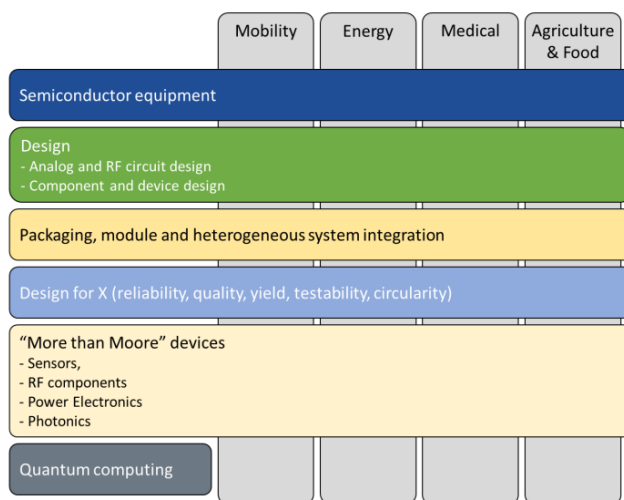 Mobility
Energy
Medical
Agriculture
& Food
Semiconductor equipment
Design
- Analog and RF circuit design
- Component and device design
Packaging, module and heterogeneous system integration
Design for X (reliability, quality, yield, testability, circularity)
“More than Moore” devices
- Sensors,
- RF components
- Power Electronics
- Photonics
Quantum computing